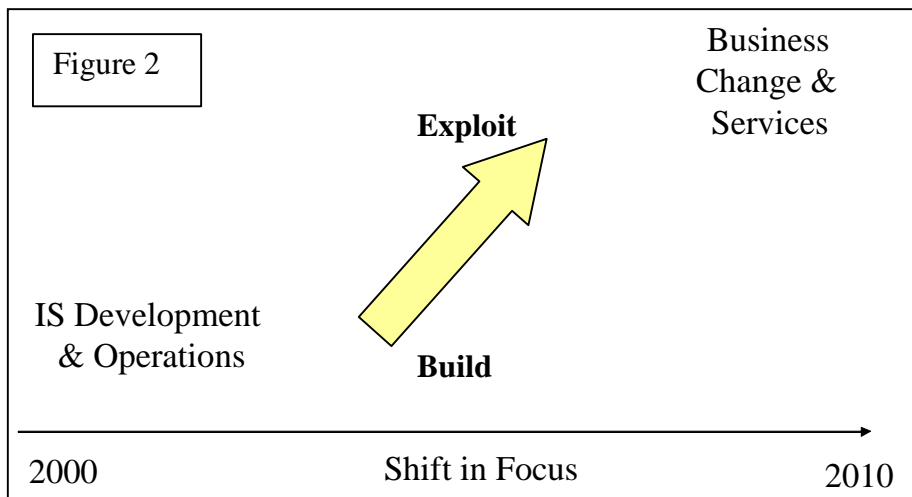 Figure 2
Business
Change &
Services
Exploit
IS Development
& Operations
Build
2000
Shift in Focus
2010